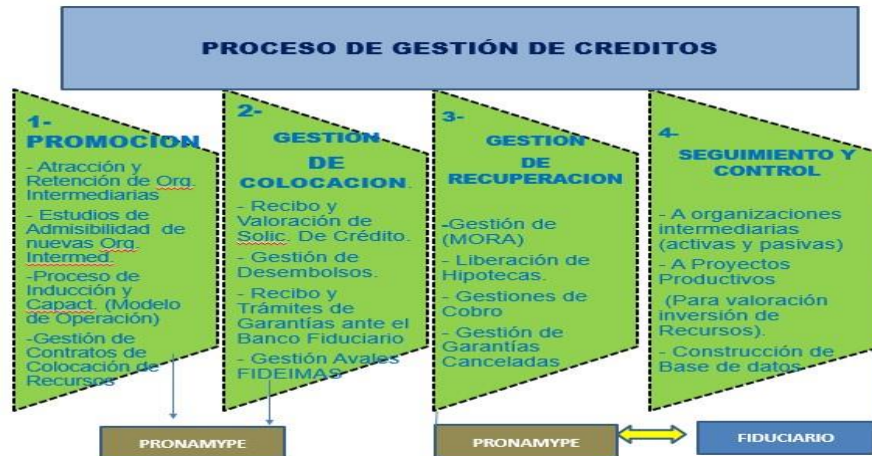 PROCESO DE GESTIÓN DE CREDITOS
1-
PROMOCION
- Atracción y
Retención de Org.
Intermediarias
- Estudios de
Admisibilidad de
nuevas Org.
Intermed.
-Proceso de
Inducción y
Capact. (Modelo
de Operación)
-Gestión de
Contratos de
Colocación de
Recursos
2-
GESTION
DE
COLOCACION.
- Recibo y
Valoración de
Solic. De Crédito.
- Gestión de
Desembolsos.
- Recibo y
Trámites de
Garantías ante el
Banco Fiduciario
- Gestión Avales
FIDEIMAS
3-
GESTION
DE
RECUPERACION
-Gestión de
(MORA)
- Liberación de
Hipotecas.
- Gestiones de
Cobro
- Gestión de
Garantías
Canceladas
4-
SEGUIMIENTO Y
CONTROL
- A organizaciones
intermediarias
(activas y pasivas)
- A Proyectos
Productivos
(Para valoración
inversión de
Recursos).
- Construcción de
Base de datos
PRONAMYPE
PRONAMYPE
FIDUCIARIO